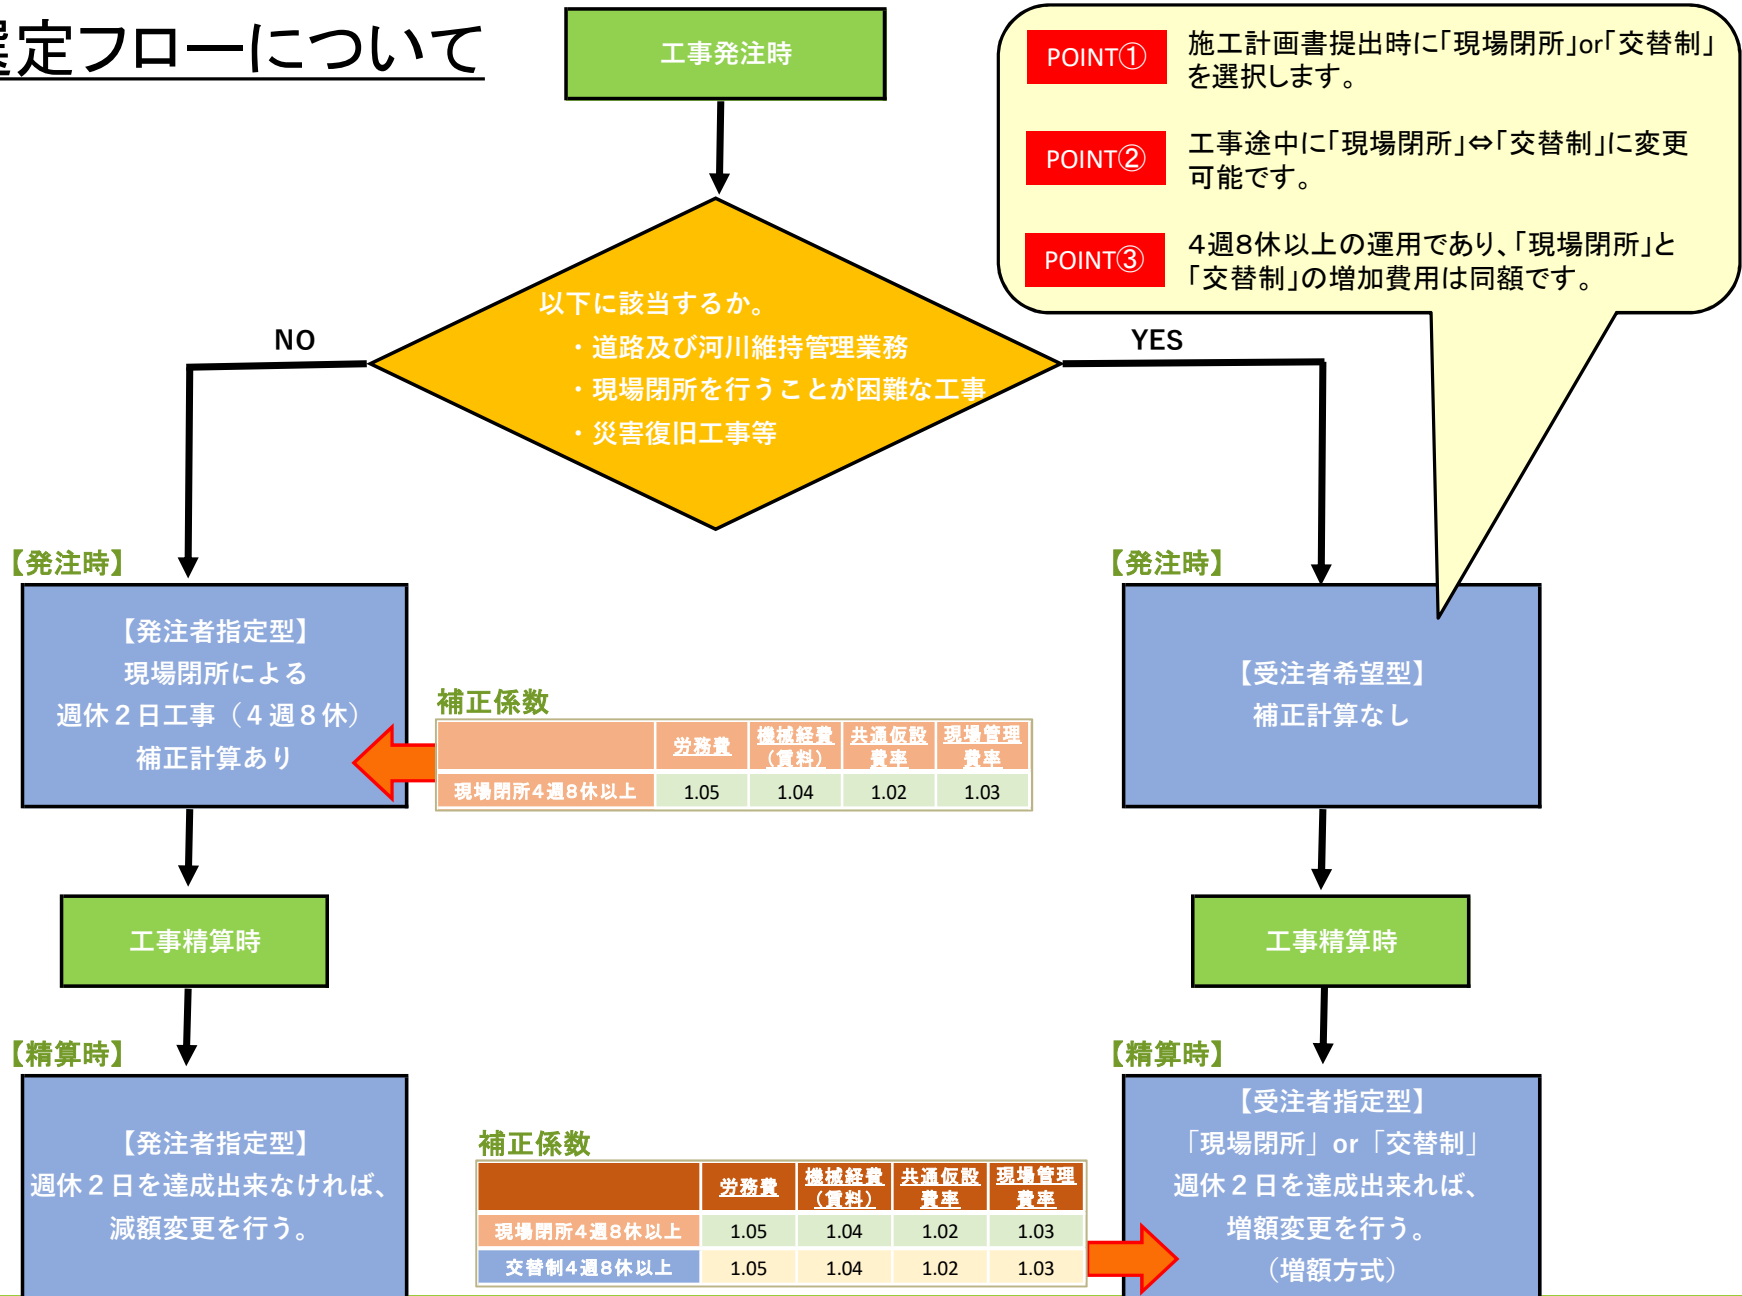 選定フローについて
工事発注時
POINT① 施工計画書提出時に「現場閉所」or「交替制」
を選択します。
POINT② 工事途中に「現場閉所」⇔「交替制」に変更
可能です。
POINT③ 4週8休以上の運用であり、「現場閉所」と
「交替制」の増加費用は同額です。
以下に該当するか。
・道路及び河川維持管理業務
・現場閉所を行うことが困難な工事
・災害復旧工事等
NO
YES
【発注時】
【発注者指定型】
現場閉所による
週休２日工事（４週８休）
補正計算あり
補正係数
労務費 機械経費（賃料） 共通仮設費率 現場管理費率
現場閉所4週8休以上 1.05 1.04 1.02 1.03
【発注時】
【受注者希望型】
補正計算なし
工事精算時
工事精算時
【精算時】
【発注者指定型】
週休２日を達成出来なければ、
減額変更を行う。
補正係数
労務費 機械経費（賃料） 共通仮設費率 現場管理費率
現場閉所4週8休以上 1.05 1.04 1.02 1.03
交替制4週8休以上 1.05 1.04 1.02 1.03
【精算時】
【受注者指定型】
「現場閉所」or「交替制」
週休２日を達成出来れば、
増額変更を行う。
（増額方式）